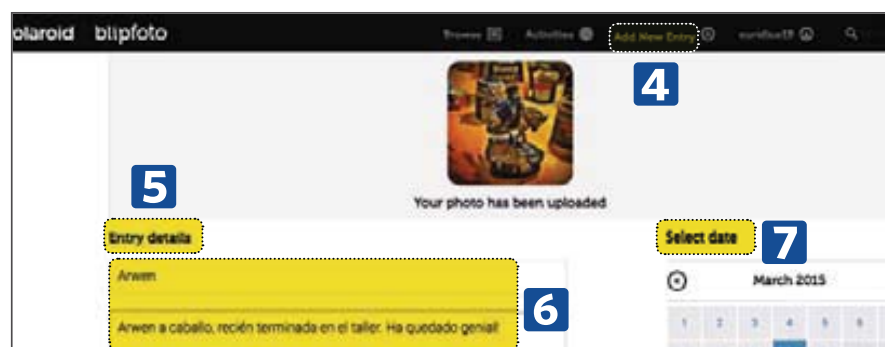 olaroid blipfoto Browse Activities Add New Entry
4
Your photo has been uploaded
5
Entry details
Select date
7
Arwen
March 2015
Arwen a caballo, recién terminada en el taller. Ha quedado genial!
6
1 2 3 4 5 6